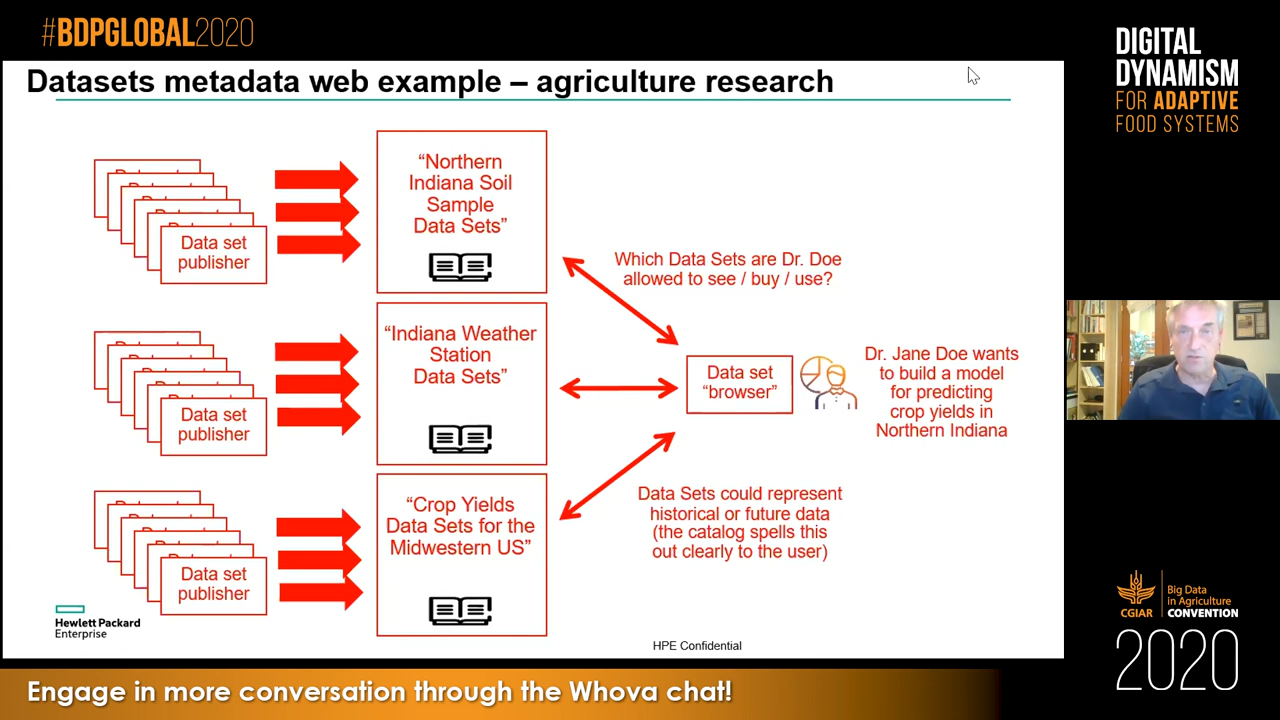 #BDPGLOBAL2020
DIGITAL
DYNAMISM
FOR ADAPTIVE
FOOD SYSTEMS
Datasets metadata web example – agriculture research
Data set
publisher
“Northern
Indiana Soil
Sample
Data Sets”
Which Data Sets are Dr. Doe
allowed to see / buy / use?
Data set
publisher
“Indiana Weather
Station
Data Sets”
Data set
“browser”
Dr. Jane Doe wants
to build a model
for predicting
crop yields in
Northern Indiana
Data set
publisher
“Crop Yields
Data Sets for the
Midwestern US”
Data Sets could represent
historical or future data
(the catalog spells this
out clearly to the user)
Hewlett Packard
Enterprise
HPE Confidential
CGIAR
Big Data
in Agriculture
CONVENTION
2020
Engage in more conversation through the Whova chat!